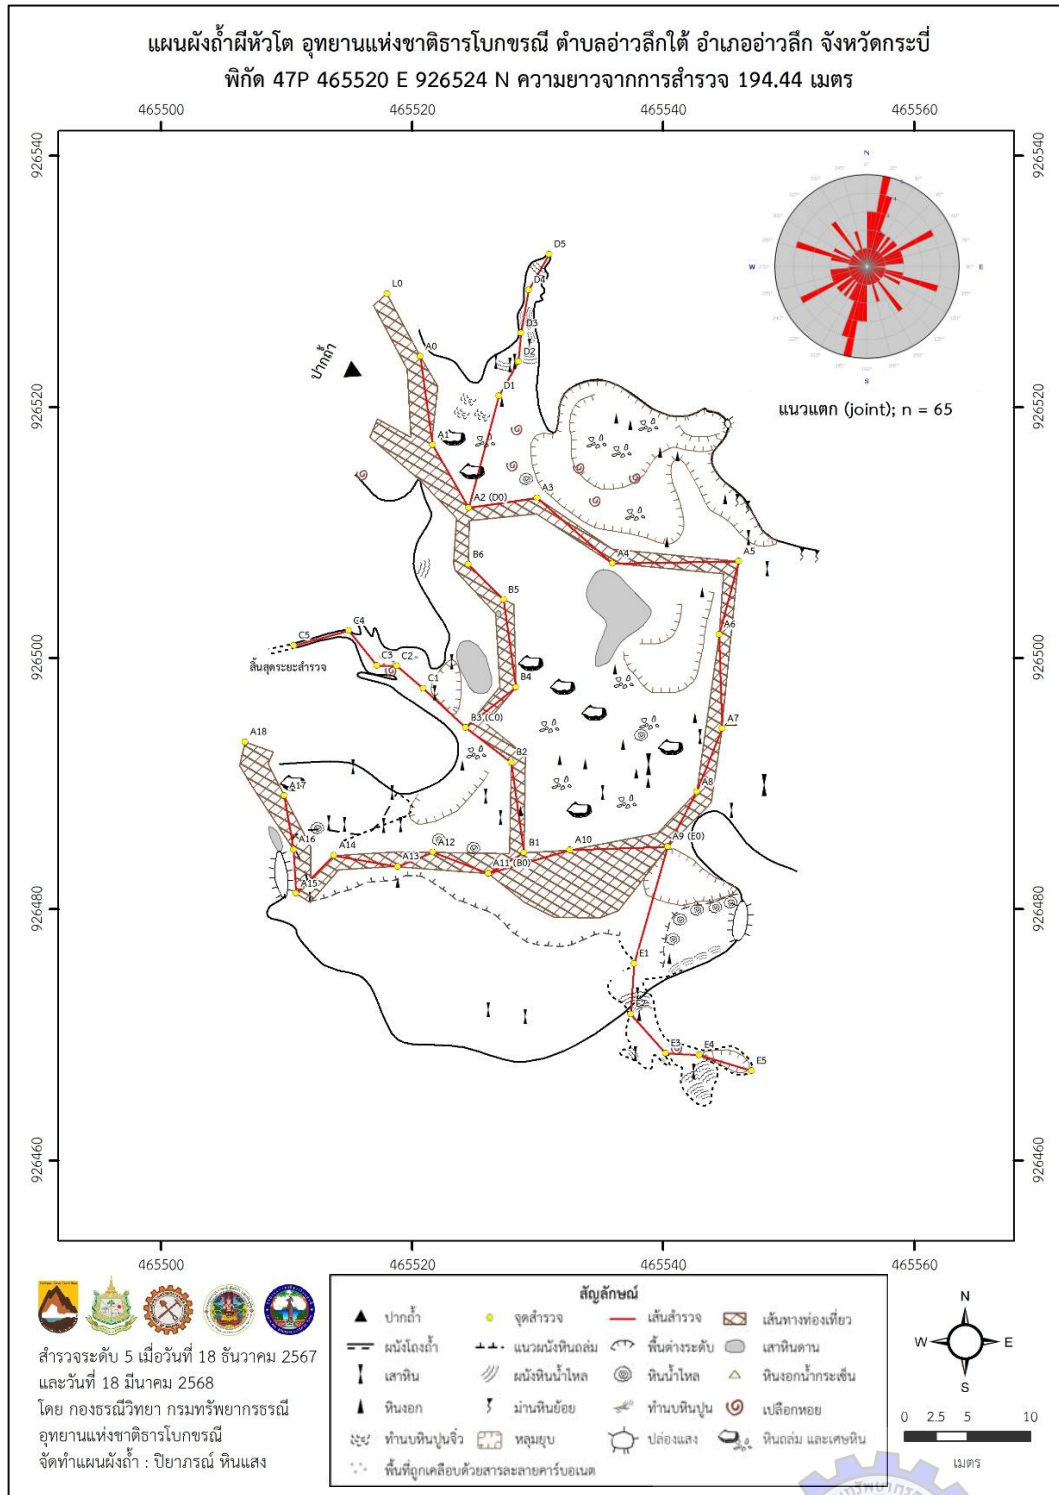 แผนผังถ้ำผีหัวโต อุทยานแห่งชาติธารโบกขรณี ตำบลอ่าวลึกใต้ อำเภออ่าวลึก จังหวัดกระบี่
พิกัด 47P 465520 E 926524 N ความยาวจากการสำรวจ 194.44 เมตร
465500 465520 465540 465560
926540 926540
N
W E
S
แนวแตก (joint); n = 65
D5
L0 D4
D3
A0 D2
ปากถ้ำ
D1
926520 926520
A1
A2 (D0) A3
A4 A5
B6
B5
A6
C5 C4
926500 926500
สิ้นสุดระยะสำรวจ
C3 C2
C1 B4
B3 (C0) A7
A18 B2
A17 A8
A16 A14 A12 B1 A10 A9 (E0)
A13 A11 (B0)
A15
926480 926480
E1
E3 E4 E5
926460 926460
465500 465520 465540 465560
สำรวจระดับ 5 เมื่อวันที่ 18 ธันวาคม 2567
และวันที่ 18 มีนาคม 2568
โดย กองธรณีวิทยา กรมทรัพยากรธรณี
อุทยานแห่งชาติธารโบกขรณี
จัดทำแผนผังถ้ำ : ปิยาภรณ์ หินแสง
สัญลักษณ์
ปากถ้ำ จุดสำรวจ เส้นสำรวจ เส้นทางท่องเที่ยว
ผนังโถงถ้ำ แนวผนังหินถล่ม พื้นต่างระดับ เสาหินดาน
เสาหิน ผนังหินน้ำไหล หินน้ำไหล หินงอกน้ำกระเซ็น
หินงอก ม่านหินย้อย ทำนบหินปูน เปลือกหอย
ทำนบหินปูนจิ๋ว หลุมยุบ ปล่องแสง หินถล่ม และเศษหิน
พื้นที่ถูกเคลือบด้วยสารละลายคาร์บอเนต
N
W E
S
0 2.5 5 10
เมตร